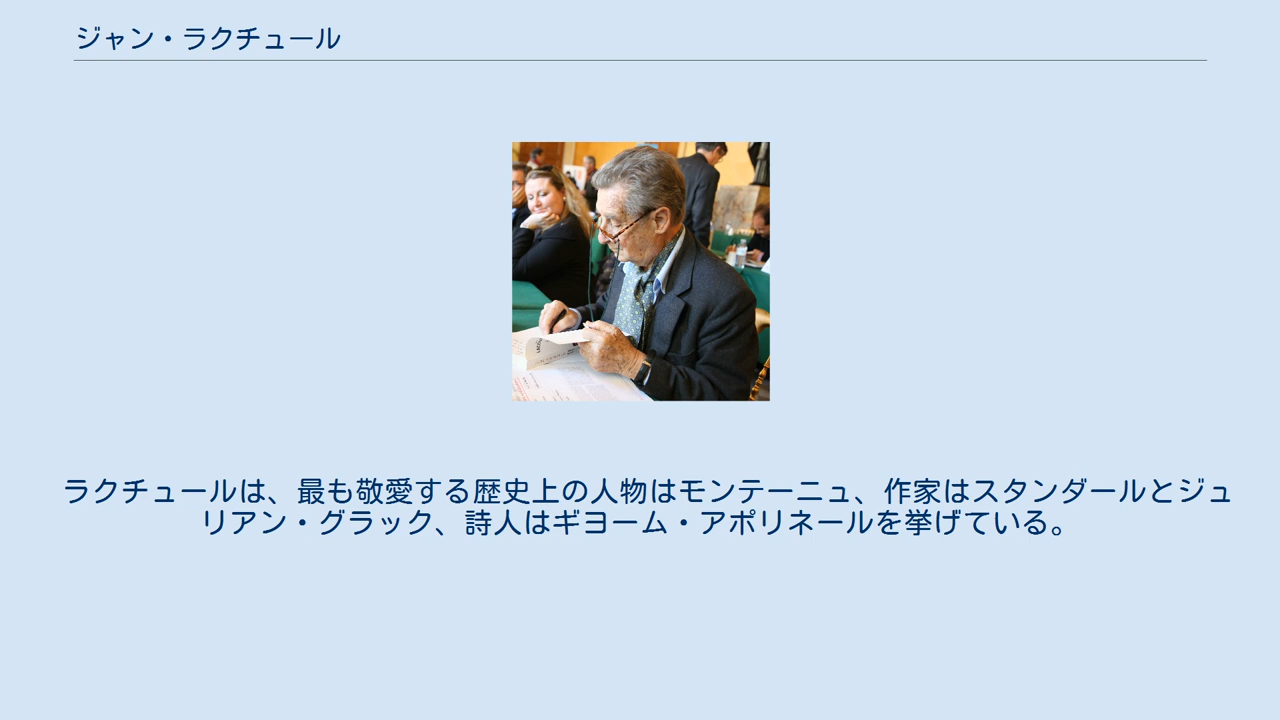 ジャン・ラクチュール
ラクチュールは、最も敬愛する歴史上の人物はモンテーニュ、作家はスタンダールとジュ
リアン・グラック、詩人はギヨーム・アポリネールを挙げている。